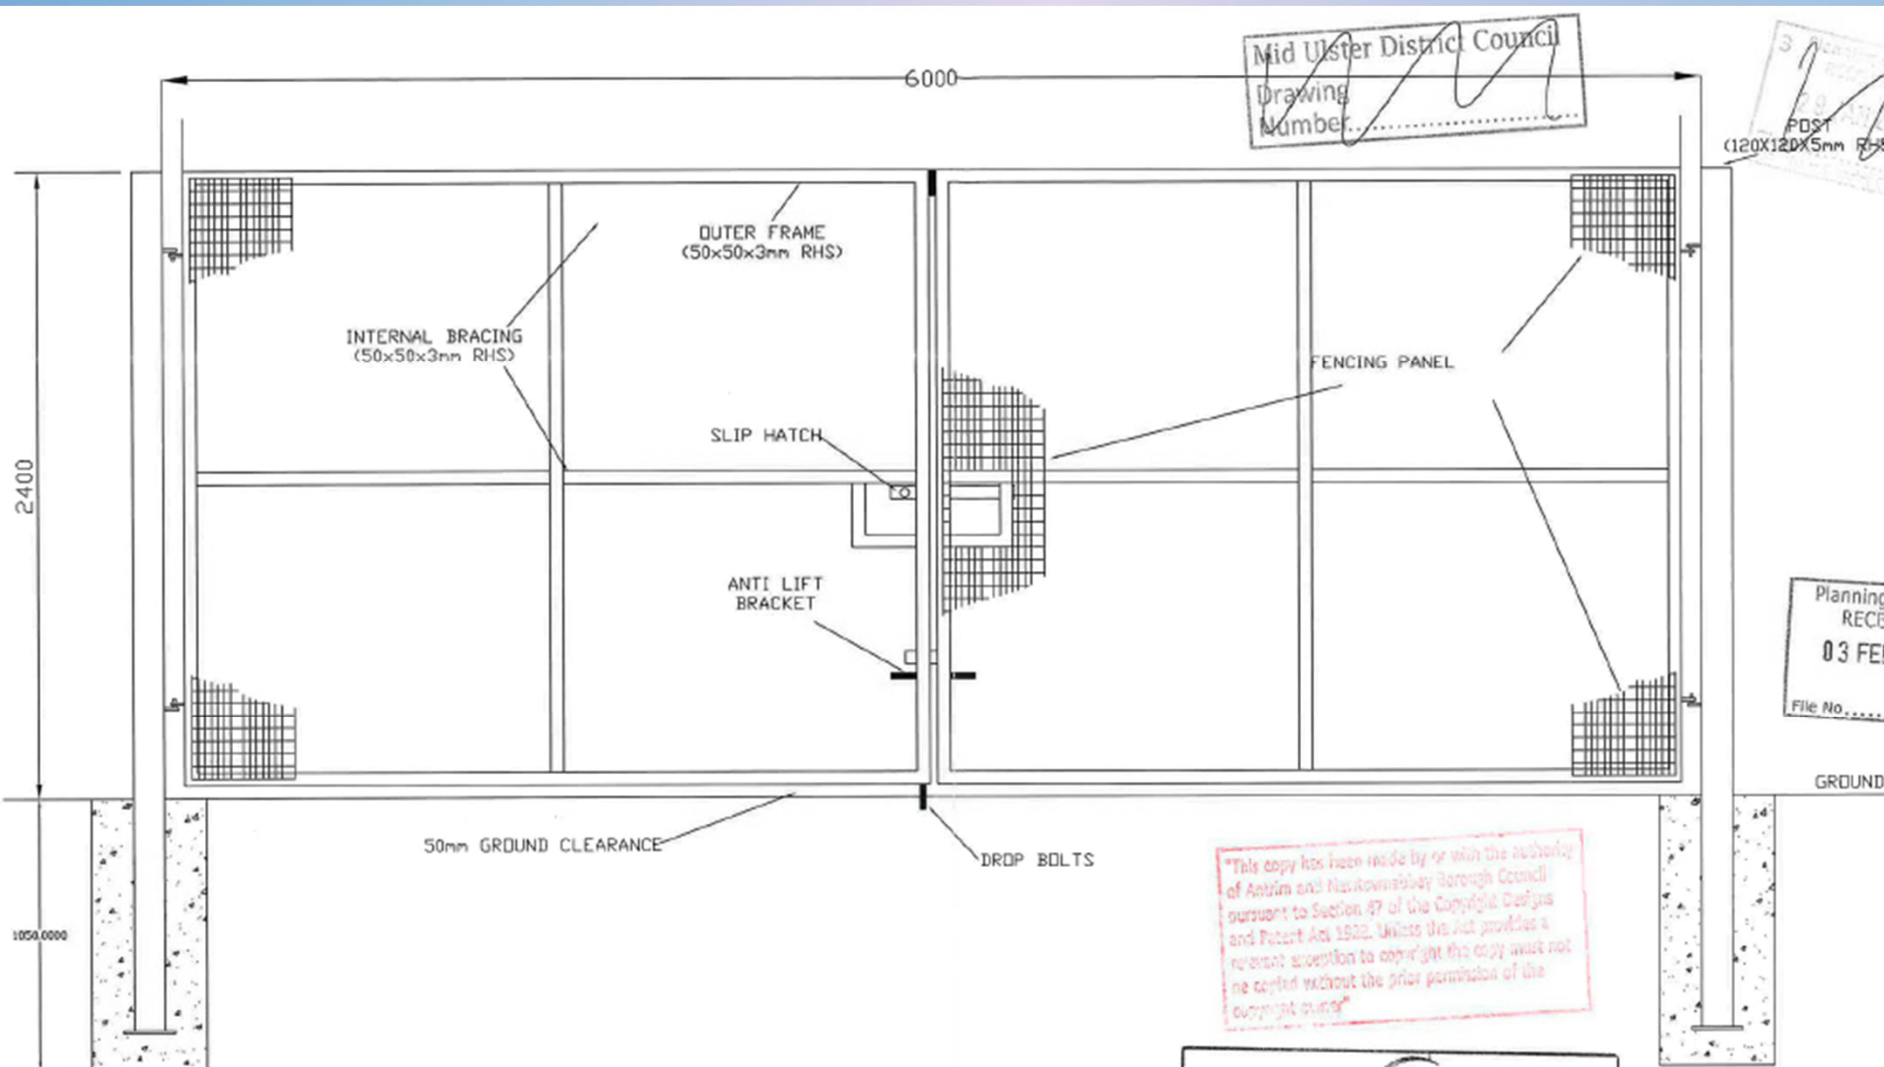 6000
Mid Ulster District Council
Drawing
Number
POST
(120X120X5mm RHS
OUTER FRAME
(50x50x3mm RHS)
INTERNAL BRACING
(50x50x3mm RHS)
FENCING PANEL
SLIP HATCH
2400
ANTI LIFT
BRACKET
Planning
RECE
03 FE
File No
GROUND
50mm GROUND CLEARANCE
DROP BOLTS
1050.0000
"This copy has been made by or with the authority
of Antrim and Newtownabbey Borough Council
pursuant to Section 47 of the Copyright Designs
and Patent Act
Unless the Act provides a
relevant exception to copyright the copy must not
be copied without the prior permission of the
copyright owner"